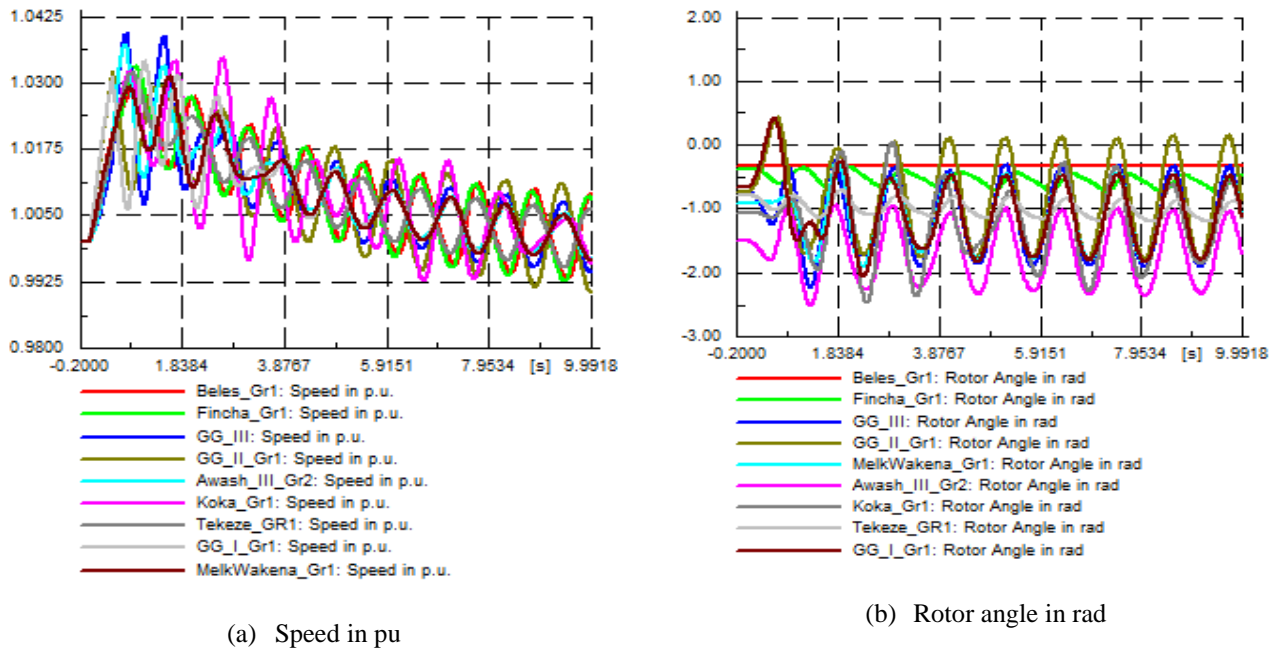 1.0425
1.0300
1.0175
1.0050
0.9925
0.9800
-0.2000 1.8384 3.8767 5.9151 7.9534 [s] 9.9918
Beles_Gr1: Speed in p.u.
Fincha_Gr1: Speed in p.u.
GG_III: Speed in p.u.
GG_II_Gr1: Speed in p.u.
Awash_III_Gr2: Speed in p.u.
Koka_Gr1: Speed in p.u.
Tekeze_GR1: Speed in p.u.
GG_I_Gr1: Speed in p.u.
MelkWakena_Gr1: Speed in p.u.
(a) Speed in pu
2.00
1.00
0.00
-1.00
-2.00
-3.00
-0.2000 1.8384 3.8767 5.9151 7.9534 [s] 9.9918
Beles_Gr1: Rotor Angle in rad
Fincha_Gr1: Rotor Angle in rad
GG_III: Rotor Angle in rad
GG_II_Gr1: Rotor Angle in rad
MelkWakena_Gr1: Rotor Angle in rad
Awash_III_Gr2: Rotor Angle in rad
Koka_Gr1: Rotor Angle in rad
Tekeze_GR1: Rotor Angle in rad
GG_I_Gr1: Rotor Angle in rad
(b) Rotor angle in rad